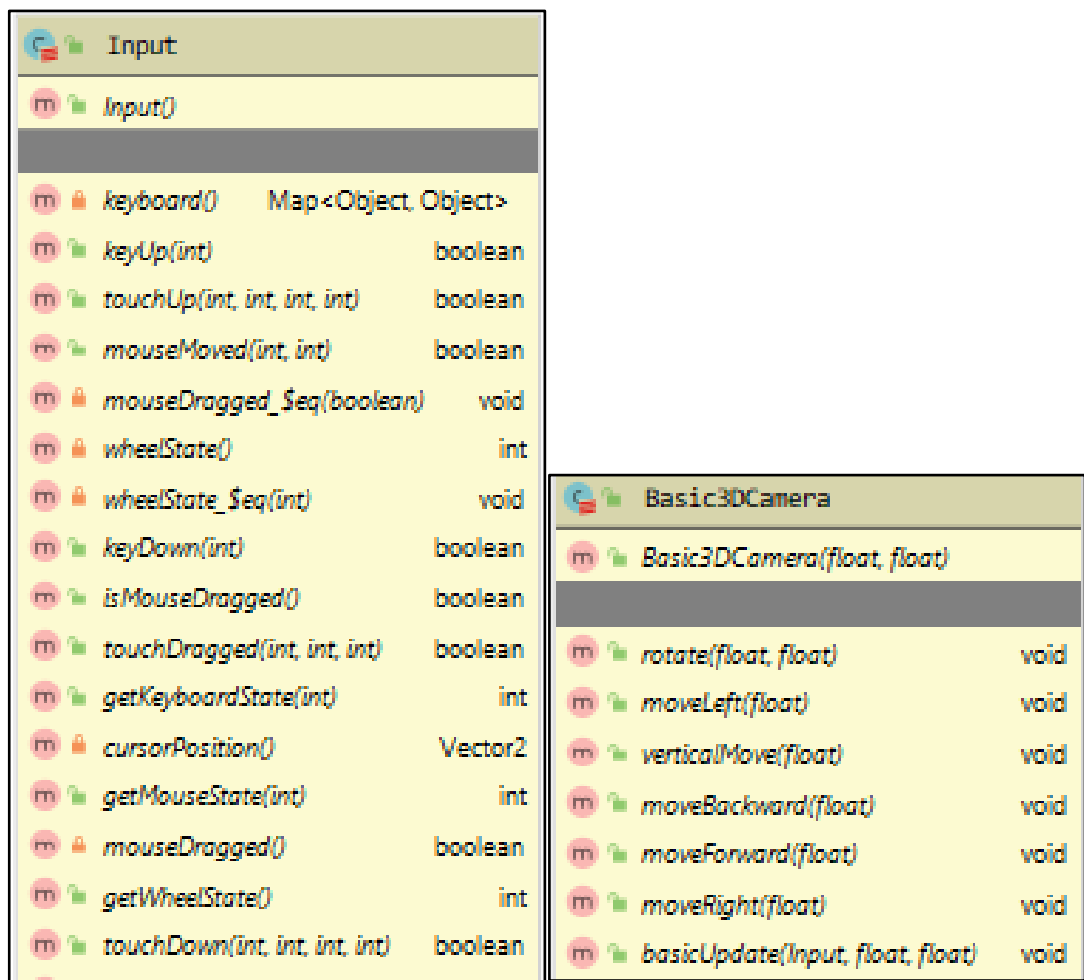 Input
Input()
keyboard() Map<Object, Object>
keyUp(int) boolean
touchUp(int, int, int, int) boolean
mouseMoved(int, int) boolean
mouseDragged_$eq(boolean) void
wheelState() int
wheelState_$eq(int) void
keyDown(int) boolean
isMouseDragged() boolean
touchDragged(int, int, int) boolean
getKeyboardState(int) int
cursorPosition() Vector2
getMouseState(int) int
mouseDragged() boolean
getWheelState() int
touchDown(int, int, int, int) boolean
Basic3DCamera
Basic3DCamera(float, float)
rotate(float, float) void
moveLeft(float) void
verticalMove(float) void
moveBackward(float) void
moveForward(float) void
moveRight(float) void
basicUpdate(Input, float, float) void